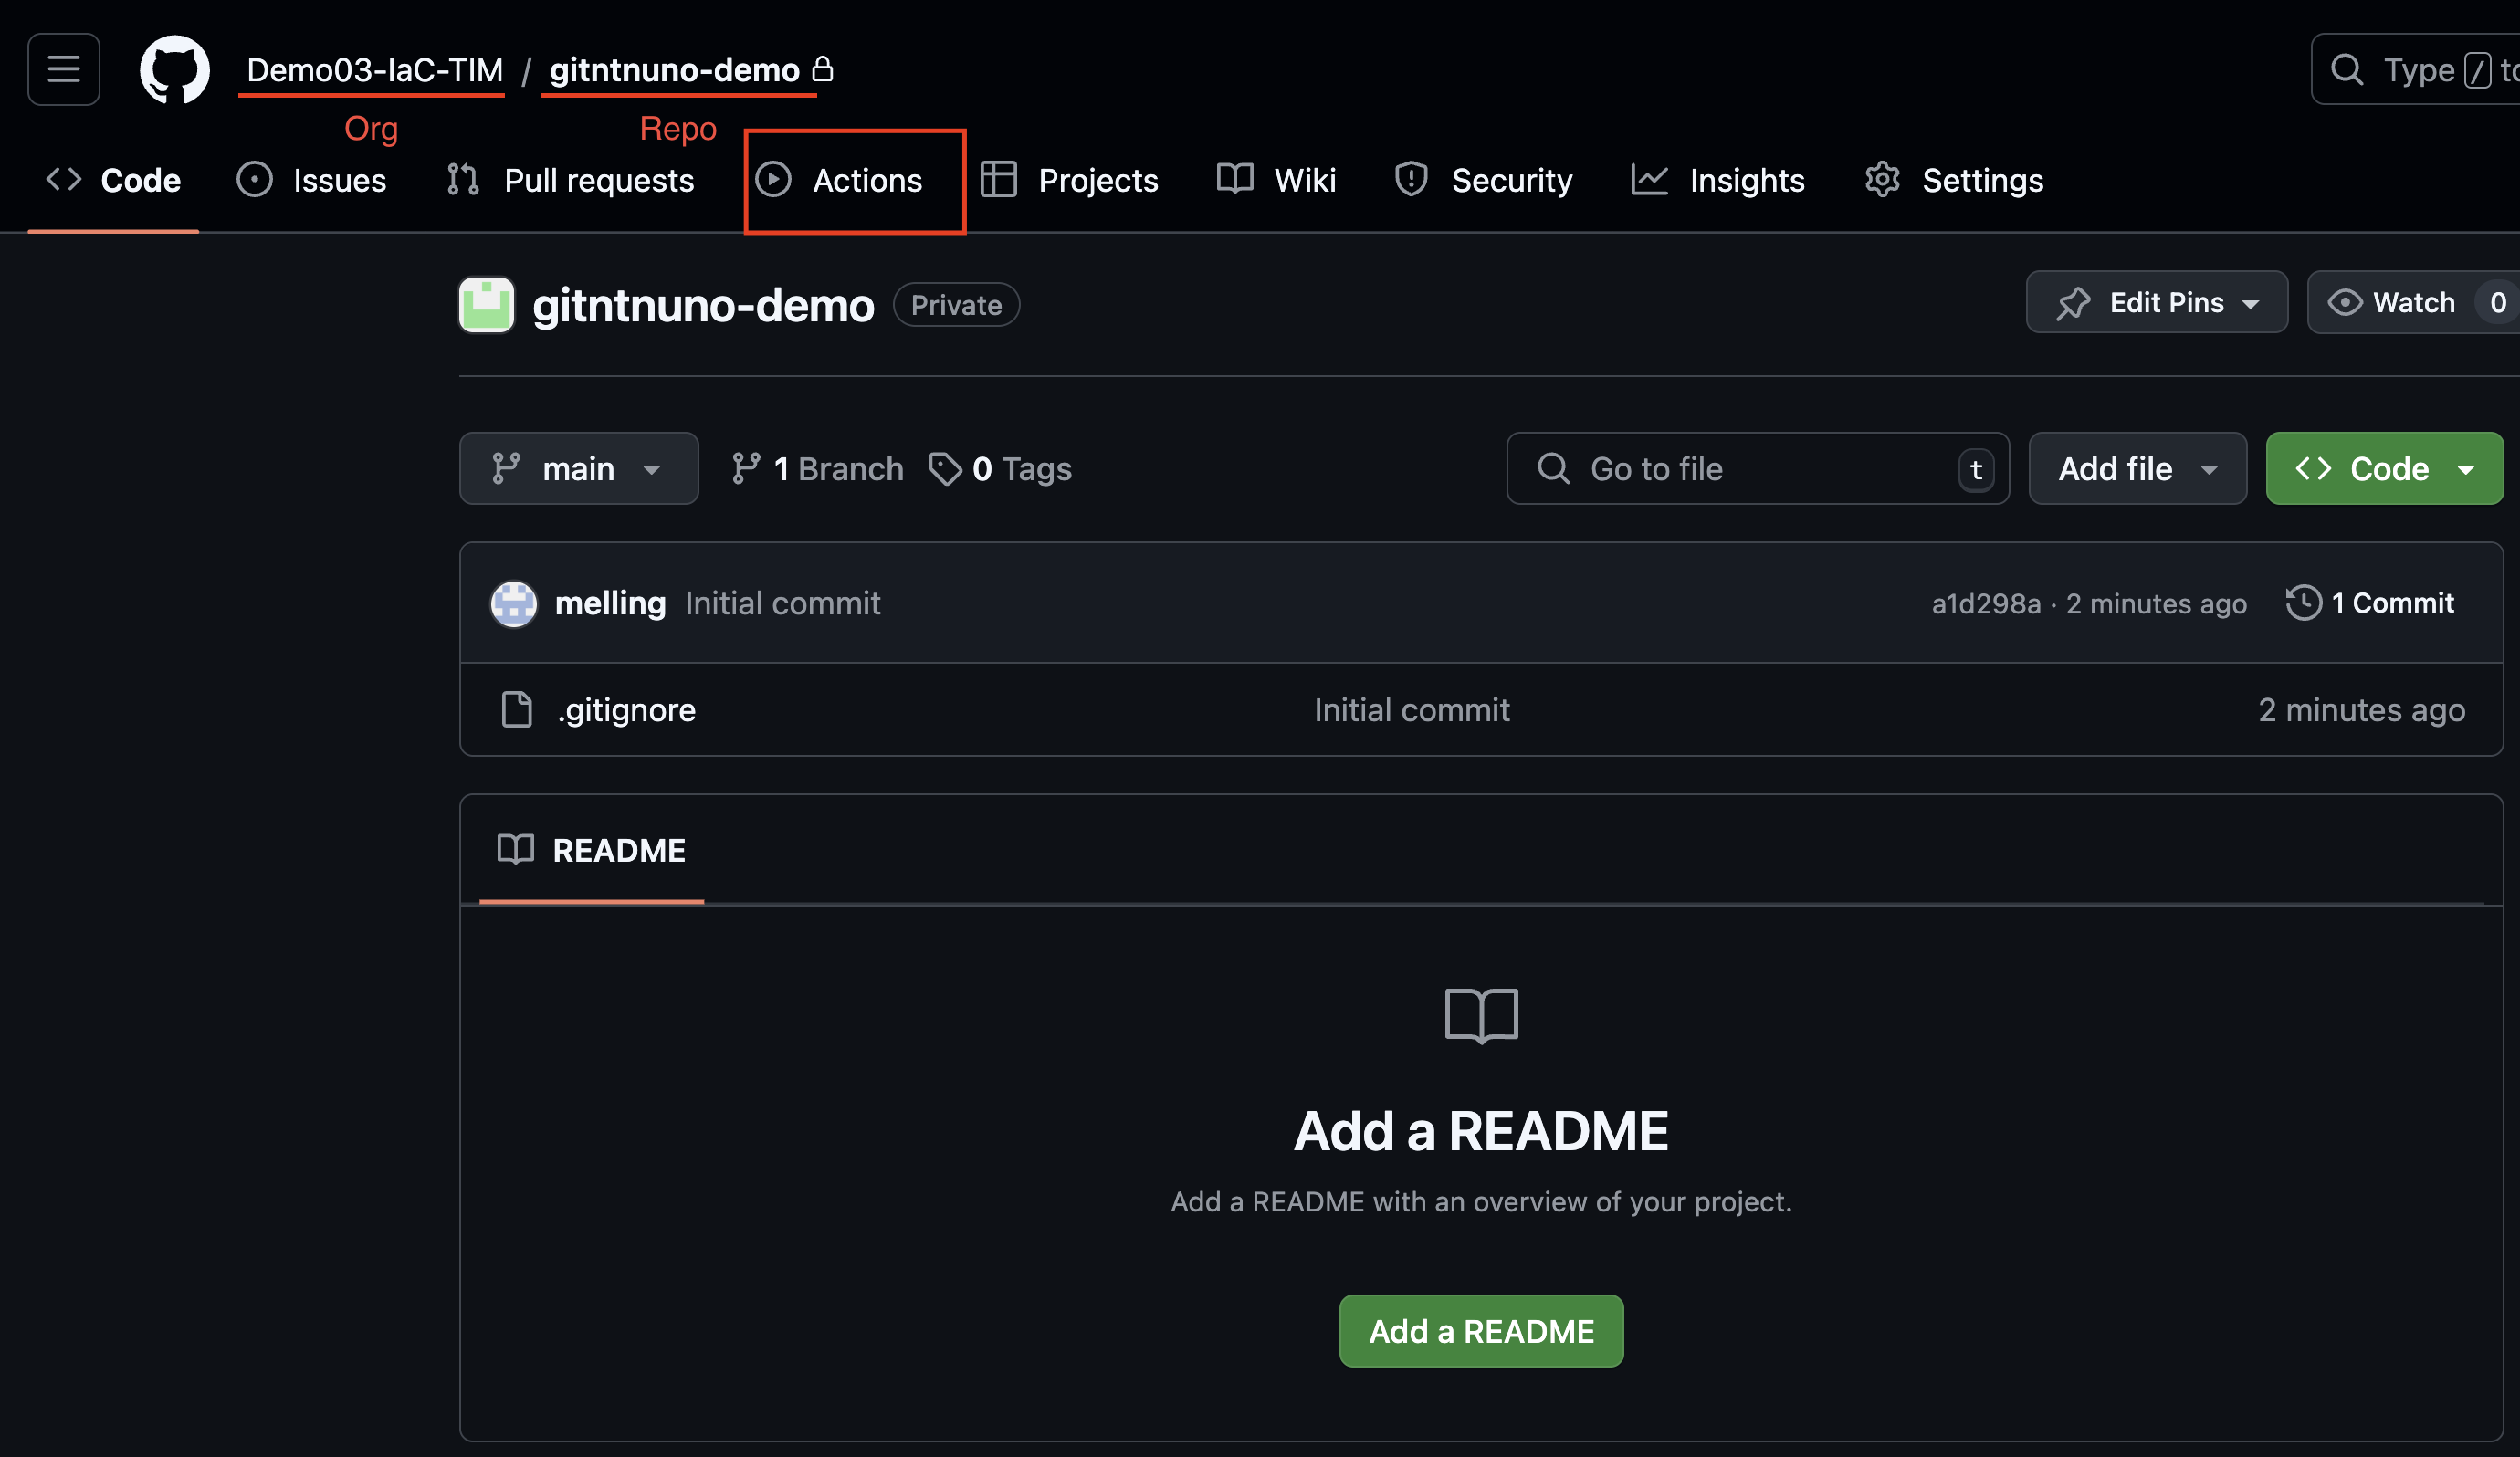 Demo03-IaC-TIM / gitntnuno-demo
Type / to
Org
Repo
Code Issues Pull requests Actions Projects Wiki Security Insights Settings
gitntnuno-demo Private
Edit Pins Watch 0
main 1 Branch 0 Tags Go to file t Add file Code
melling Initial commit a1d298a · 2 minutes ago 1 Commit
.gitignore Initial commit 2 minutes ago
README
Add a README
Add a README with an overview of your project.
Add a README